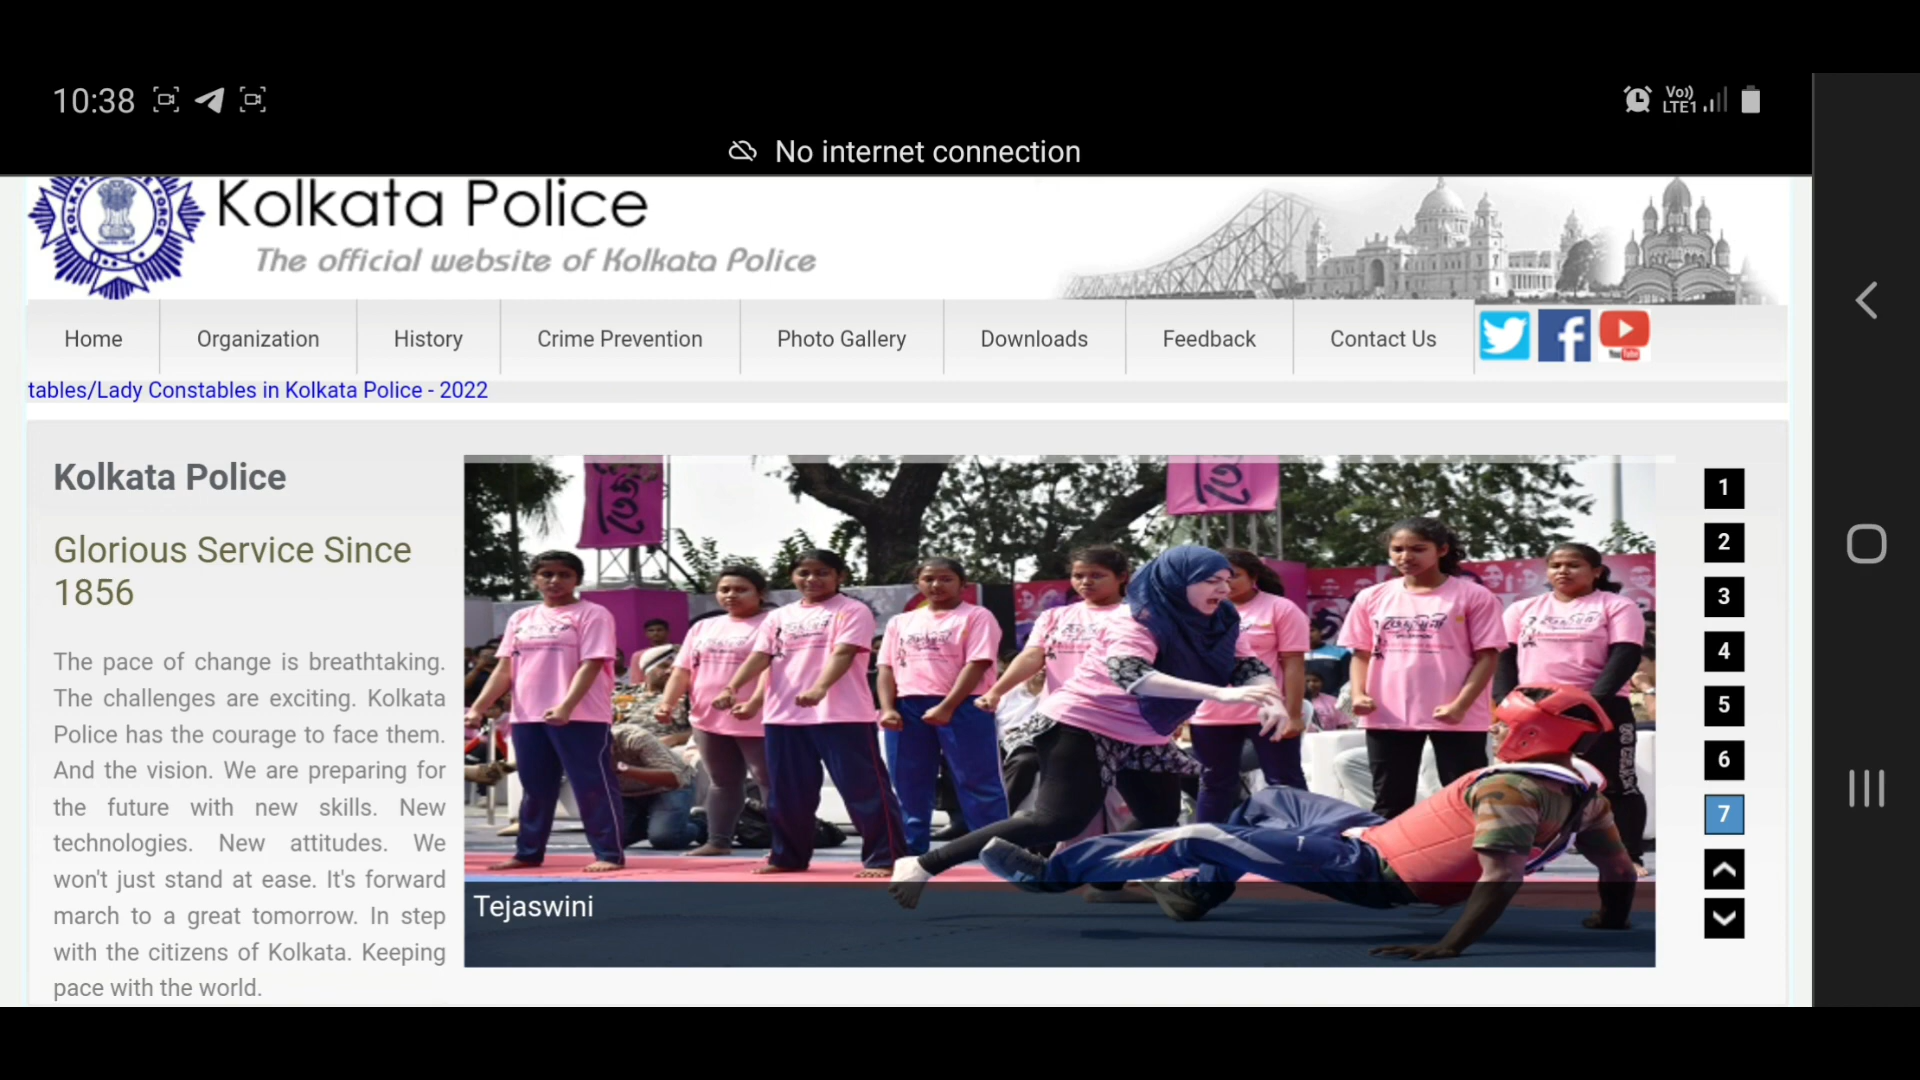 10:38
Vo))
LTE1
No internet connection
Kolkata Police
The official website of Kolkata Police
Home
Organization
History
Crime Prevention
Photo Gallery
Downloads
Feedback
Contact Us
You Tube
tables/Lady Constables in Kolkata Police - 2022
Kolkata Police
Glorious Service Since
1856
The pace of change is breathtaking.
The challenges are exciting. Kolkata
Police has the courage to face them.
And the vision. We are preparing for
the future with new skills. New
technologies. New attitudes. We
won't just stand at ease. It's forward
march to a great tomorrow. In step
with the citizens of Kolkata. Keeping
pace with the world.
Tejaswini
1
2
3
4
5
6
7